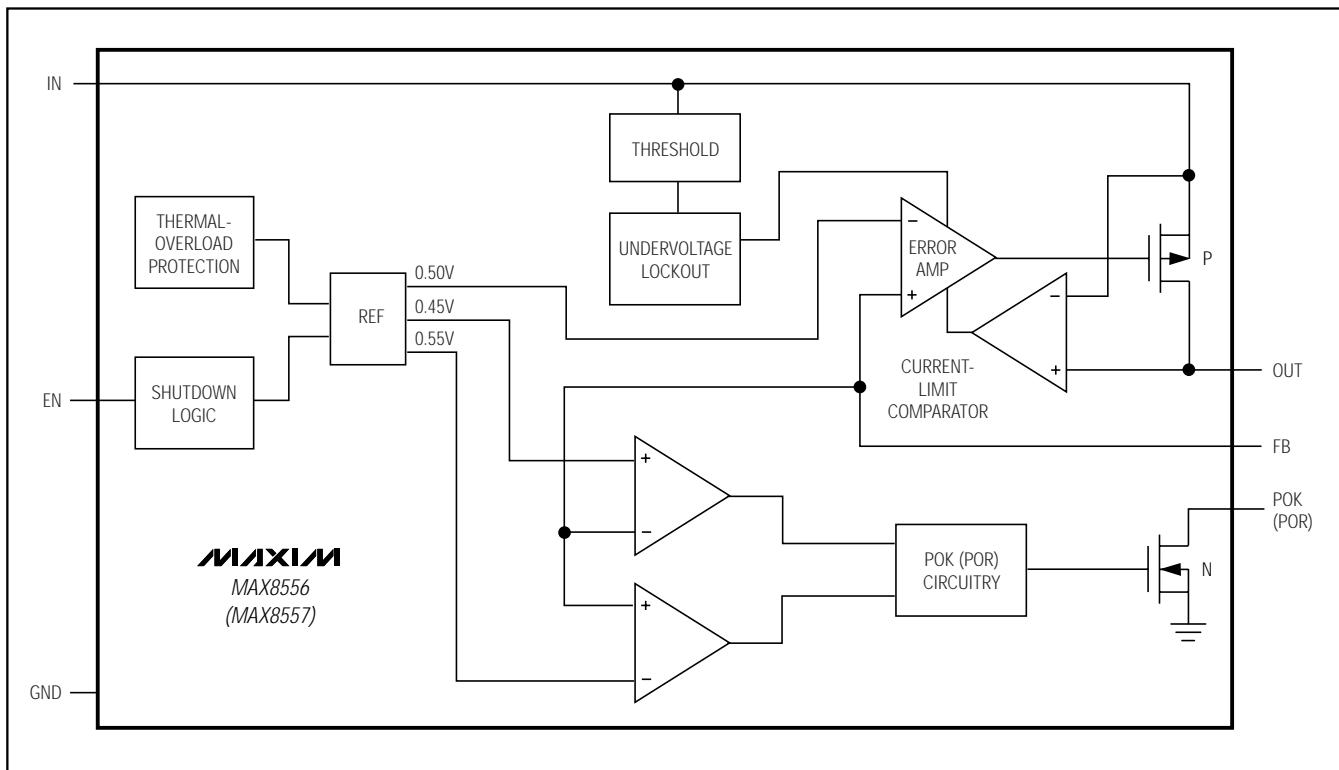 IN
THRESHOLD
THERMAL-
OVERLOAD
PROTECTION
UNDERVOLTAGE
LOCKOUT
−
ERROR
AMP
+
P
REF
0.50V
0.45V
0.55V
−
+
CURRENT-
LIMIT
COMPARATOR
OUT
EN
SHUTDOWN
LOGIC
FB
+
−
POK
(POR)
POK (POR)
CIRCUITRY
N
MAXIM
MAX8556
(MAX8557)
+
−
GND